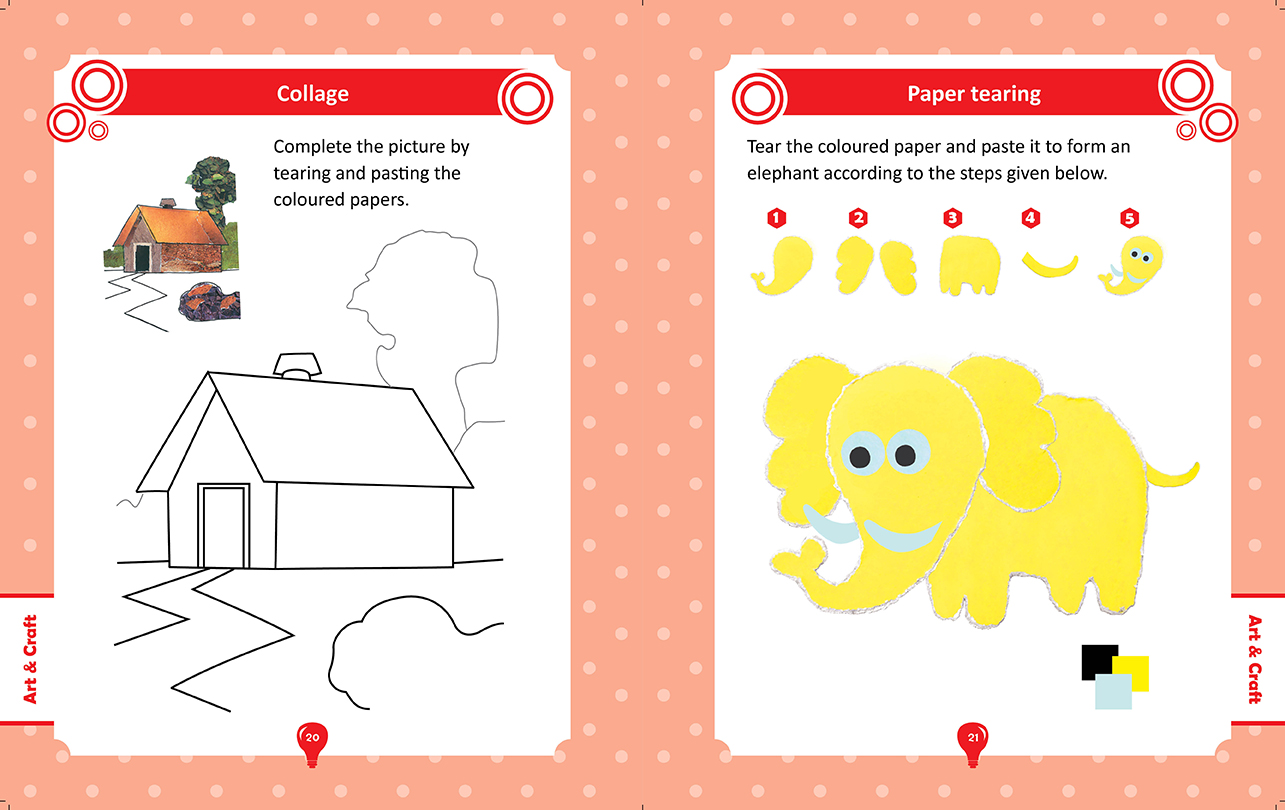 Collage
Complete the picture by
tearing and pasting the
coloured papers.
Art & Craft
20
Paper tearing
Tear the coloured paper and paste it to form an
elephant according to the steps given below.
1 2 3 4 5
Art & Craft
21